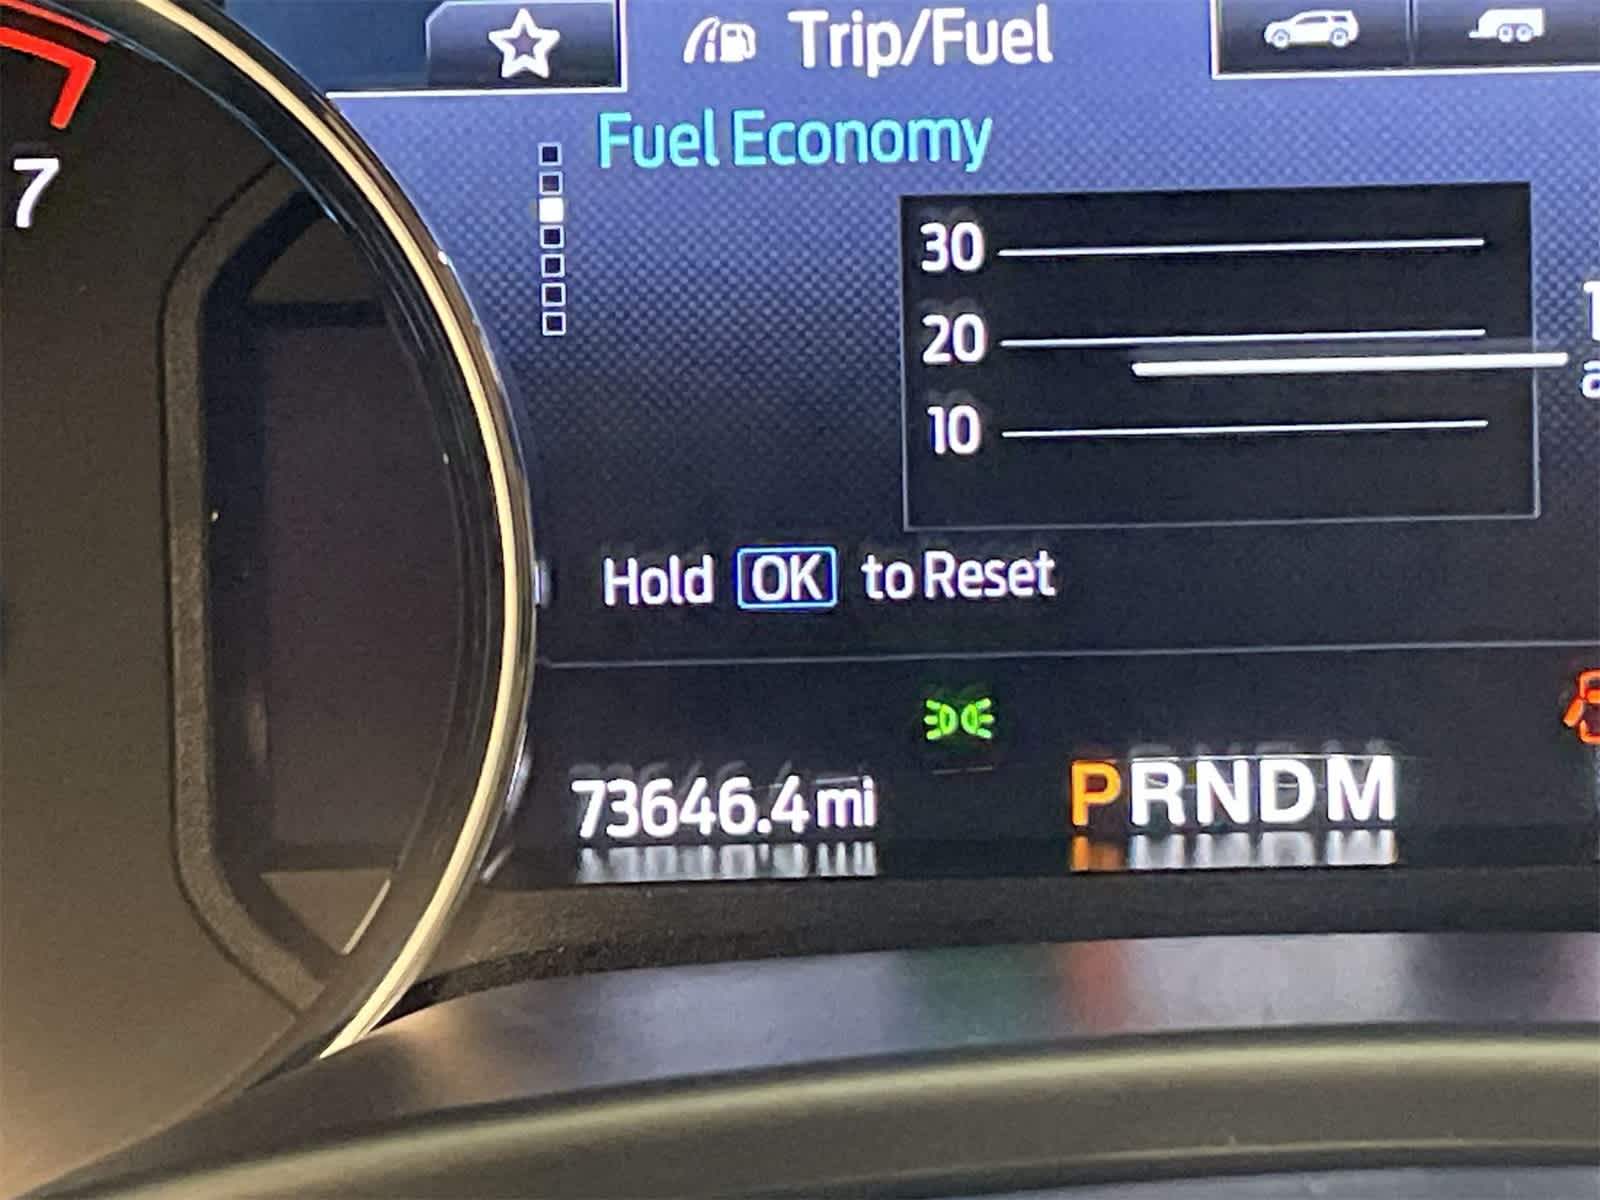 7
Trip/Fuel
Fuel Economy
30
20
10
Hold OK to Reset
73646.4 mi
PRNDM